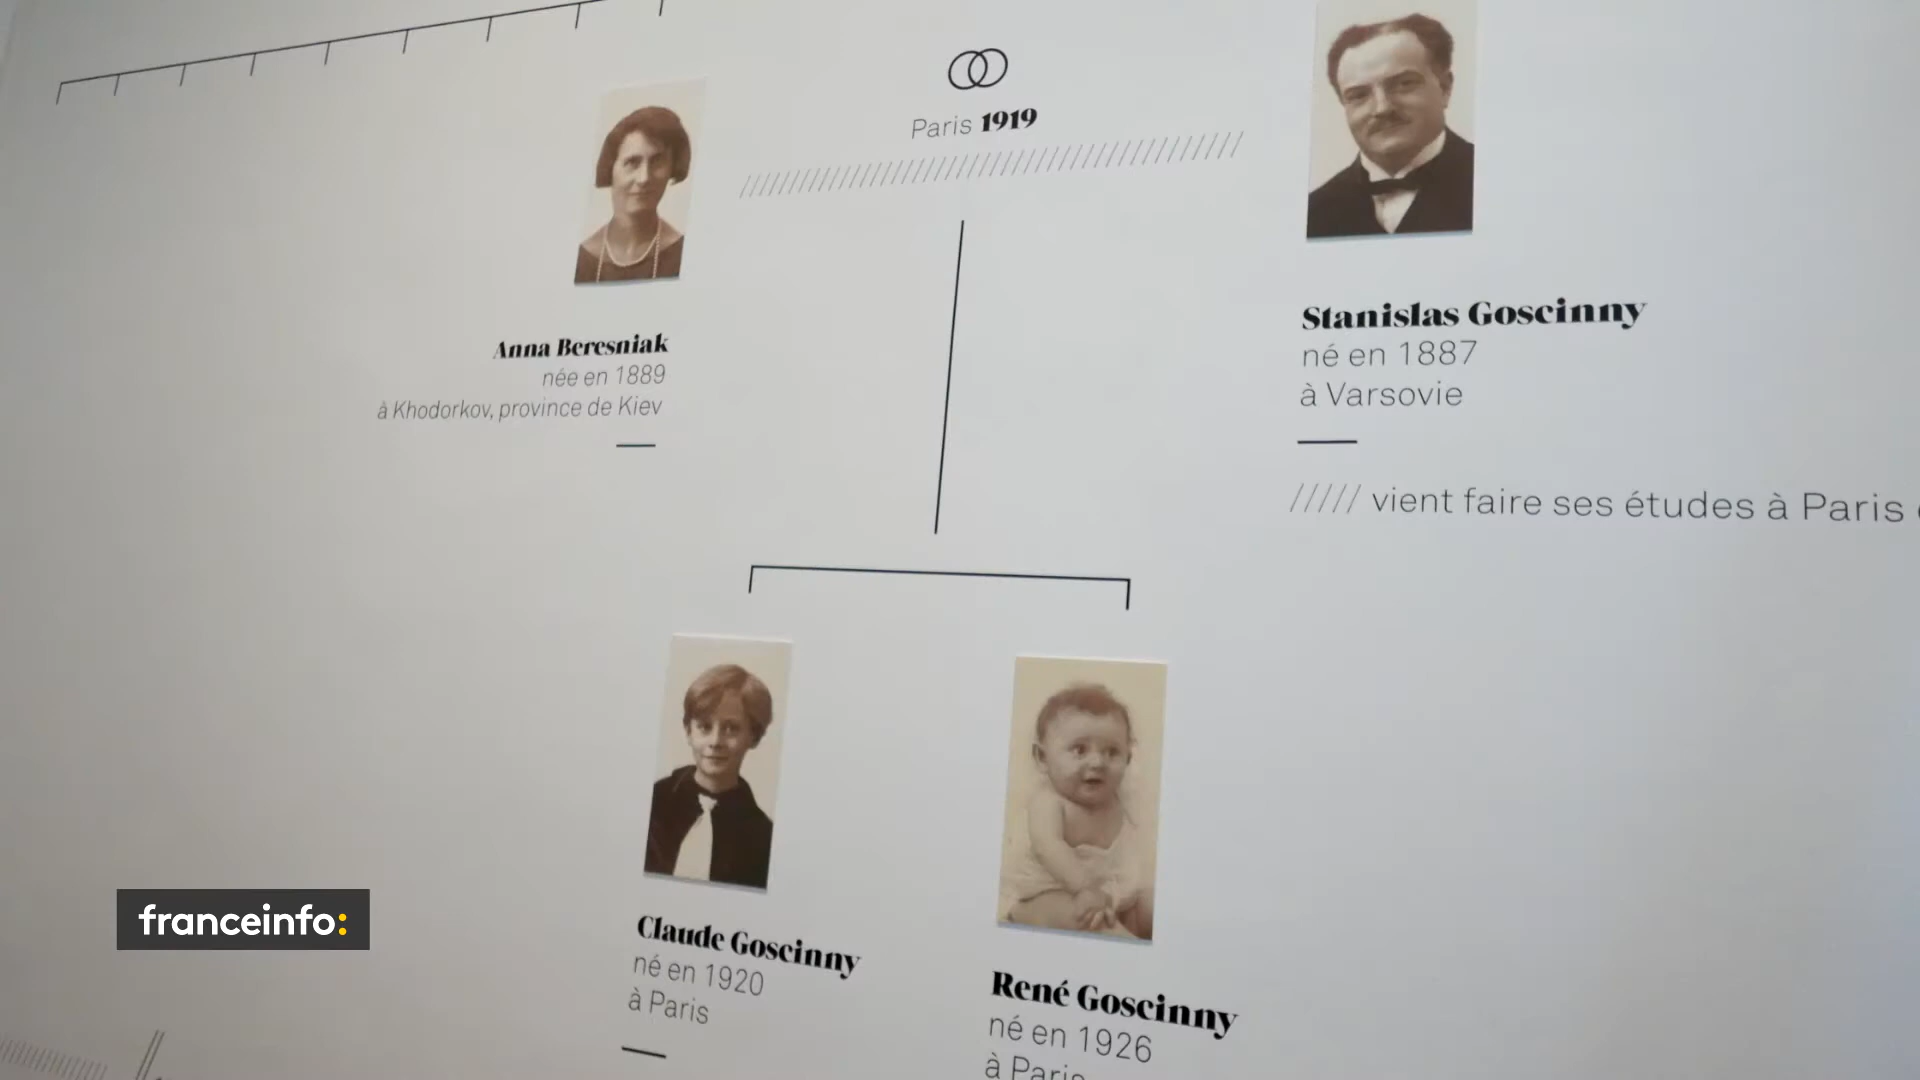 Paris 1919
Anna Beresniak
née en 1889
à Khodorkov, province de Kiev
Stanislas Goscinny
né en 1887
à Varsovie
///// vient faire ses études à Paris
Claude Goscinny
né en 1920
à Paris
René Goscinny
né en 1926
à Paris
franceinfo: